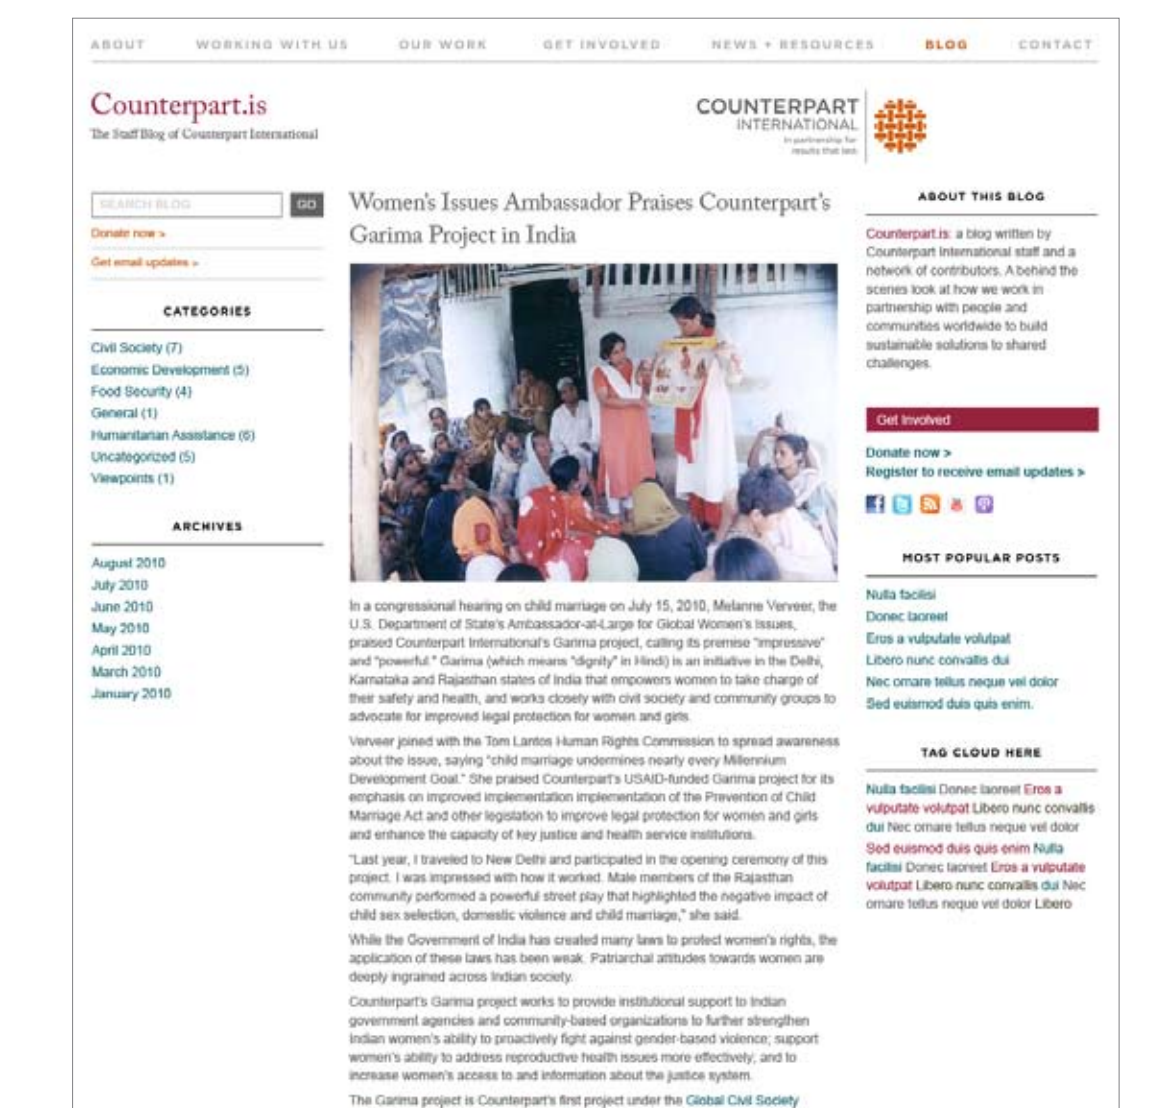 ABOUT WORKING WITH US OUR WORK GET INVOLVED NEWS + RESOURCES BLOG CONTACT
Counterpart.is
The Staff Blog of Counterpart International
COUNTERPART
INTERNATIONAL
In partnership for
results that last.
SEARCH BLOG GO
Donate now >
Get email updates >
CATEGORIES
Civil Society (7)
Economic Development (5)
Food Security (4)
General (1)
Humanitarian Assistance (6)
Uncategorized (5)
Viewpoints (1)
ARCHIVES
August 2010
July 2010
June 2010
May 2010
April 2010
March 2010
January 2010
Women's Issues Ambassador Praises Counterpart's
Garima Project in India
In a congressional hearing on child marriage on July 15, 2010, Melanne Verveer, the
U.S. Department of State's Ambassador-at-Large for Global Women's Issues,
praised Counterpart International's Garima project, calling its premise "impressive"
and "powerful." Garima (which means "dignity" in Hindi) is an initiative in the Delhi,
Karnataka and Rajasthan states of India that empowers women to take charge of
their safety and health, and works closely with civil society and community groups to
advocate for improved legal protection for women and girls.
Verveer joined with the Tom Lantos Human Rights Commission to spread awareness
about the issue, saying "child marriage undermines nearly every Millennium
Development Goal." She praised Counterpart's USAID-funded Garima project for its
emphasis on improved implementation implementation of the Prevention of Child
Marriage Act and other legislation to improve legal protection for women and girls
and enhance the capacity of key justice and health service institutions.
"Last year, I traveled to New Delhi and participated in the opening ceremony of this
project. I was impressed with how it worked. Male members of the Rajasthan
community performed a powerful street play that highlighted the negative impact of
child sex selection, domestic violence and child marriage," she said.
While the Government of India has created many laws to protect women's rights, the
application of these laws has been weak. Patriarchal attitudes towards women are
deeply ingrained across Indian society.
Counterpart's Garima project works to provide institutional support to Indian
government agencies and community-based organizations to further strengthen
Indian women's ability to proactively fight against gender-based violence; support
women's ability to address reproductive health issues more effectively; and to
increase women's access to and information about the justice system.
The Garima project is Counterpart's first project under the Global Civil Society
ABOUT THIS BLOG
Counterpart.is: a blog written by
Counterpart International staff and a
network of contributors. A behind the
scenes look at how we work in
partnership with people and
communities worldwide to build
sustainable solutions to shared
challenges.
Get Involved
Donate now >
Register to receive email updates >
MOST POPULAR POSTS
Nulla facilisi
Donec laoreet
Eros a vulputate volutpat
Libero nunc convallis dui
Nec ornare tellus neque vel dolor
Sed euismod duis quis enim.
TAG CLOUD HERE
Nulla facilisi Donec laoreet Eros a
vulputate volutpat Libero nunc convallis
dui Nec ornare tellus neque vel dolor
Sed euismod duis quis enim Nulla
facilisi Donec laoreet Eros a vulputate
volutpat Libero nunc convallis dui Nec
ornare tellus neque vel dolor Libero